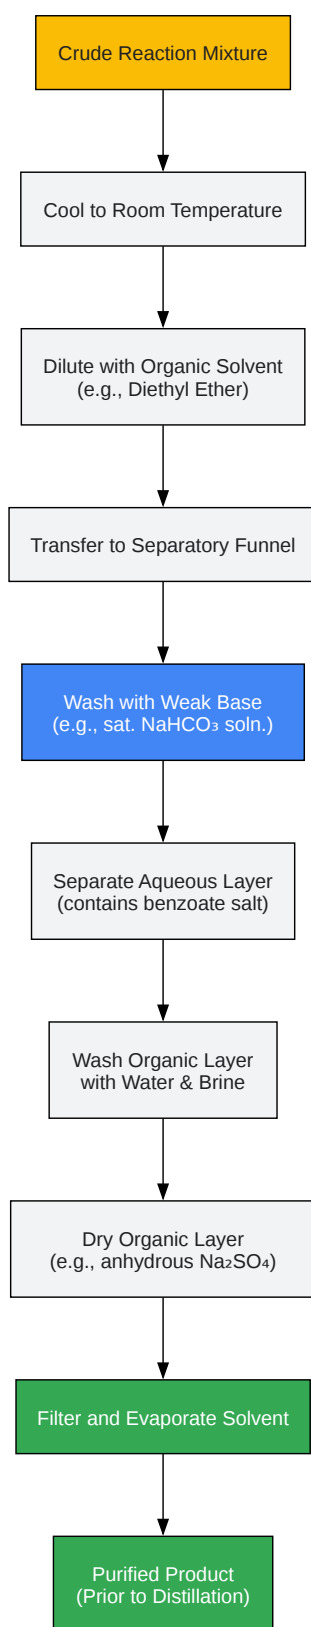 Crude Reaction Mixture
Cool to Room Temperature
Dilute with Organic Solvent
(e.g., Diethyl Ether)
Transfer to Separatory Funnel
Wash with Weak Base
(e.g., sat. NaHCO₃ soln.)
Separate Aqueous Layer
(contains benzoate salt)
Wash Organic Layer
with Water & Brine
Dry Organic Layer
(e.g., anhydrous Na₂SO₄)
Filter and Evaporate Solvent
Purified Product
(Prior to Distillation)